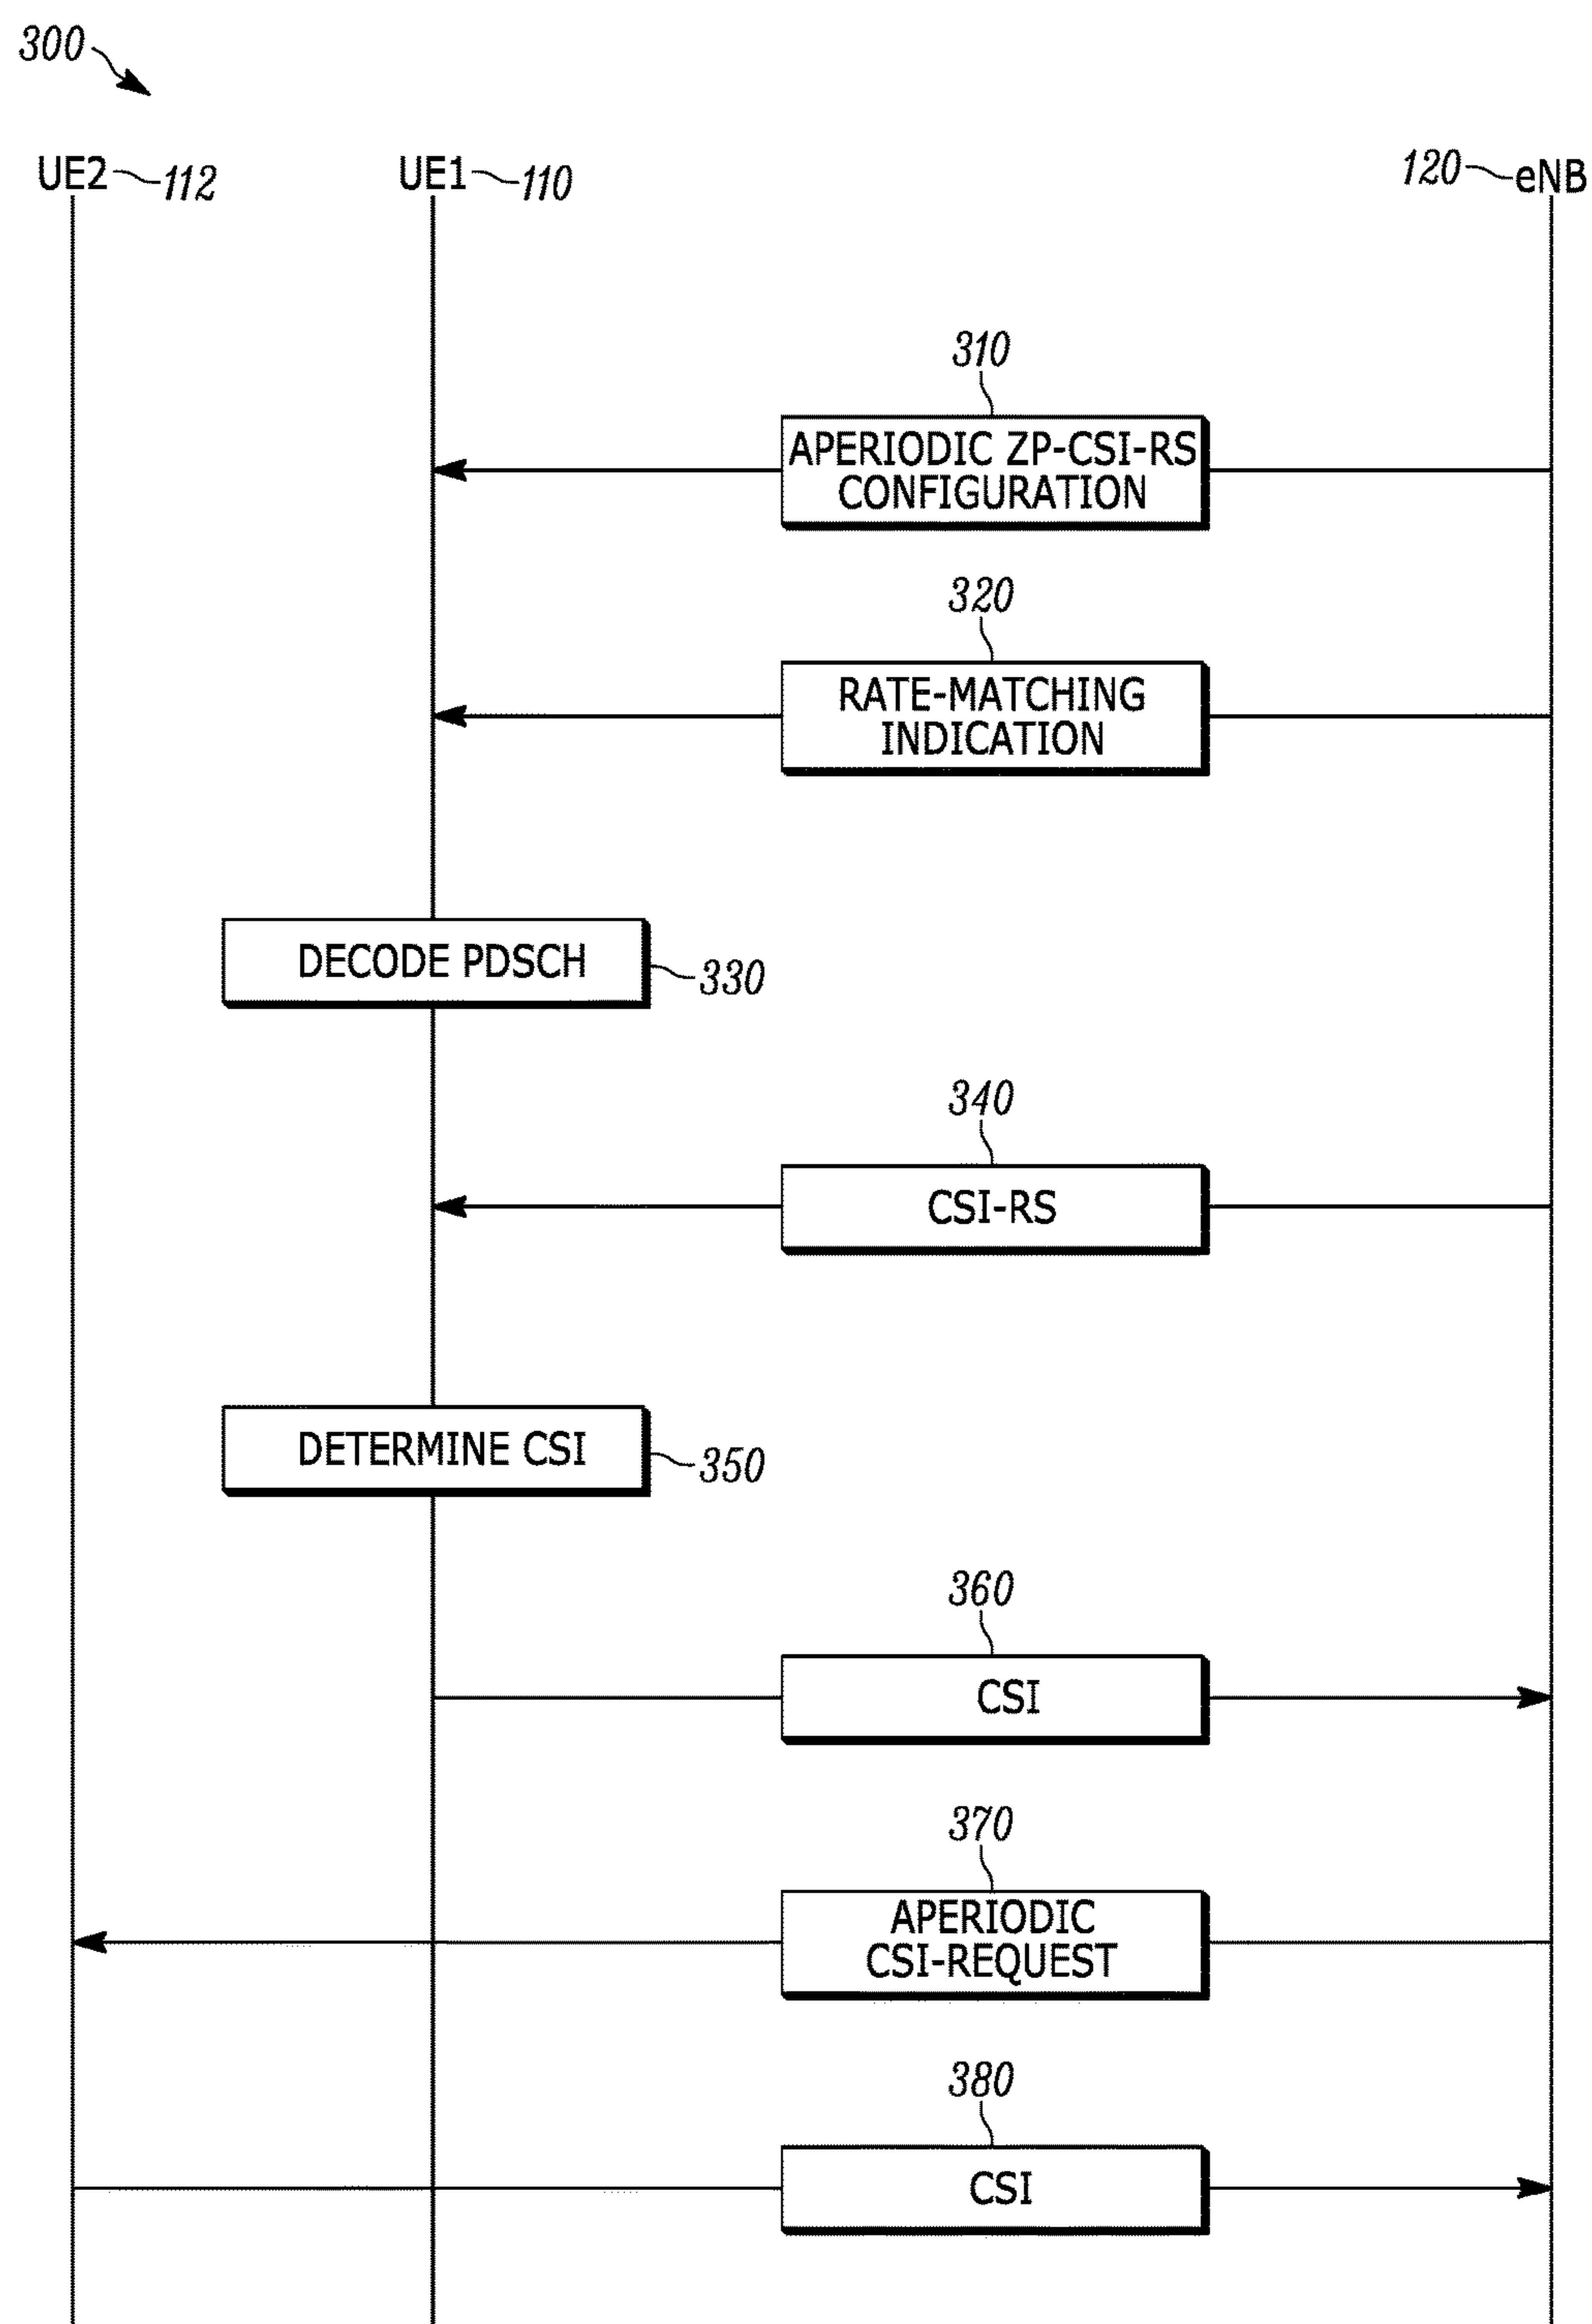 300
UE2 112 UE1 110 120 eNB
310
APERIODIC ZP-CSI-RS
CONFIGURATION
320
RATE-MATCHING
INDICATION
DECODE PDSCH 330
340
CSI-RS
DETERMINE CSI 350
360
CSI
370
APERIODIC
CSI-REQUEST
380
CSI